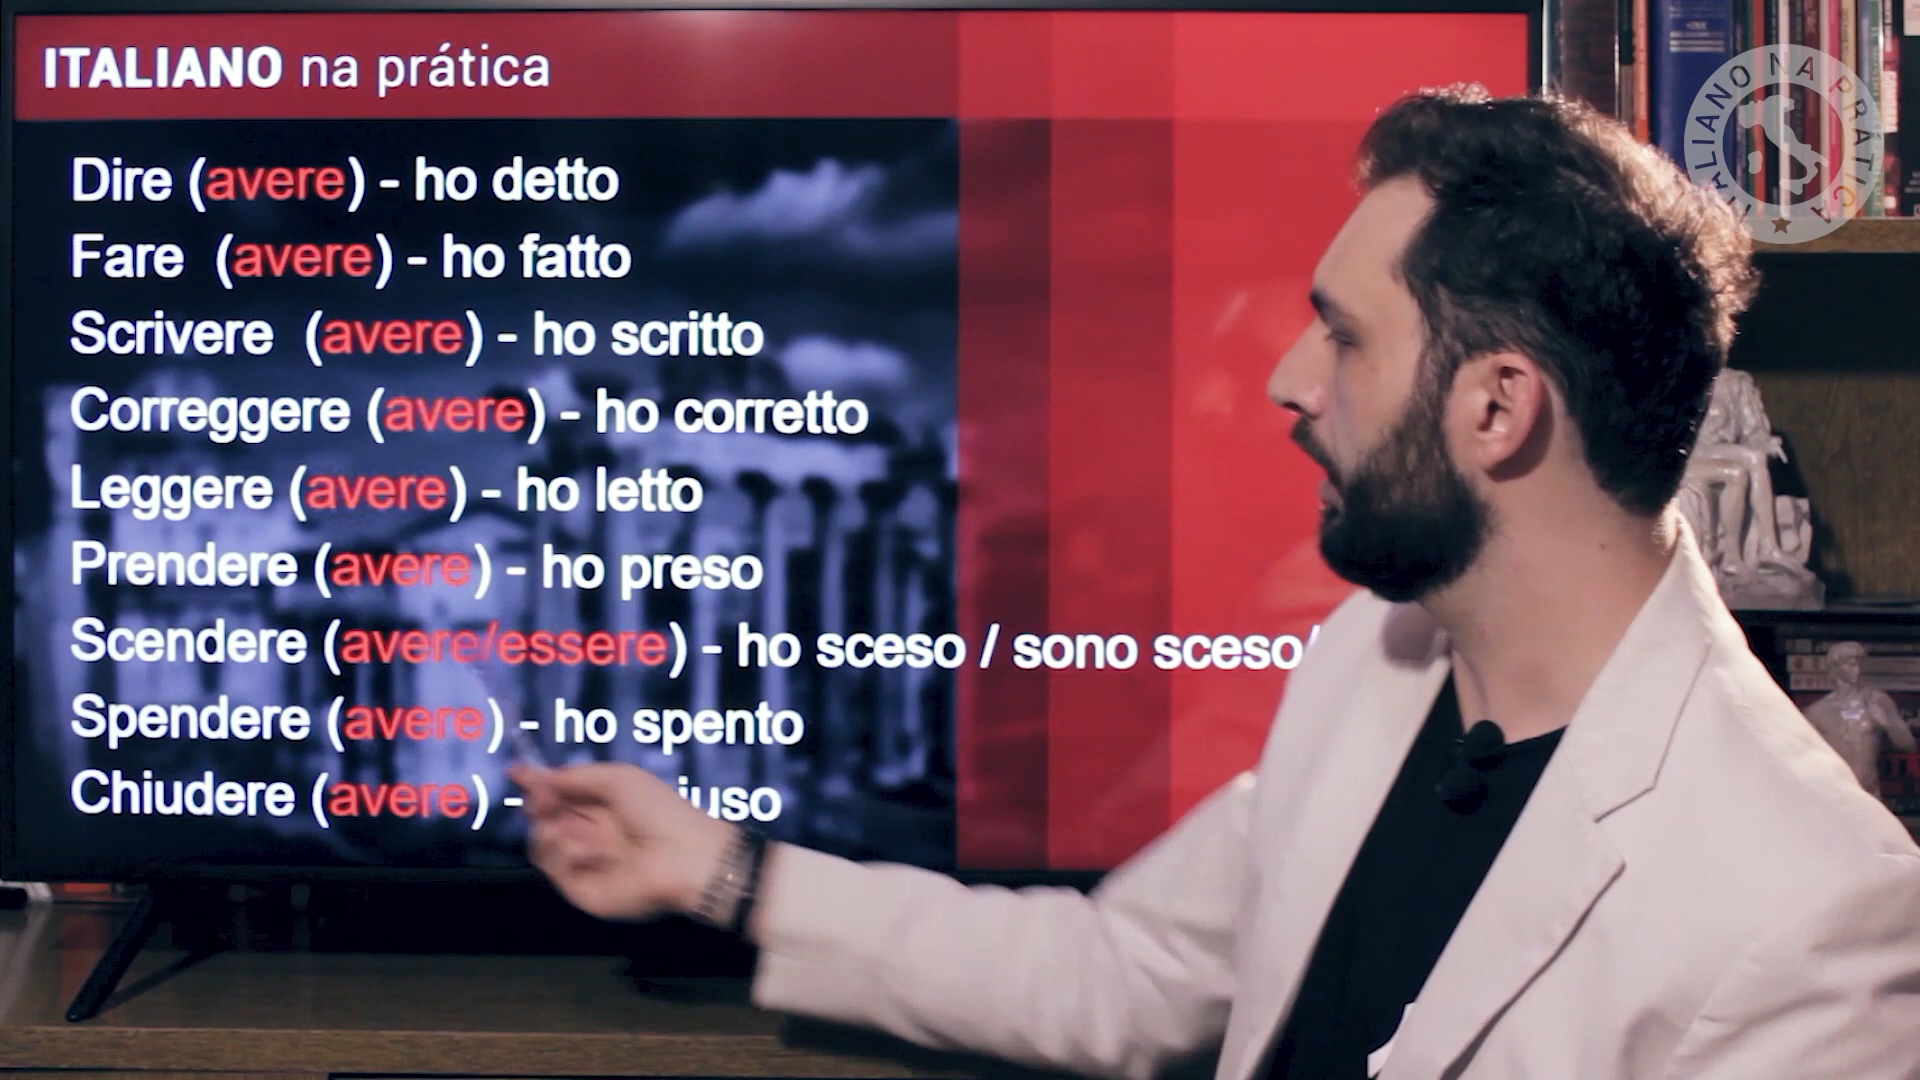 ITALIANO na prática
ITALIANO NA PRÁTICA
Dire (avere) - ho detto
Fare (avere) - ho fatto
Scrivere (avere) - ho scritto
Correggere (avere) - ho corretto
Leggere (avere) - ho letto
Prendere (avere) - ho preso
Scendere (avere/essere) - ho sceso / sono sceso/
Spendere (avere) - ho spento
Chiudere (avere) -